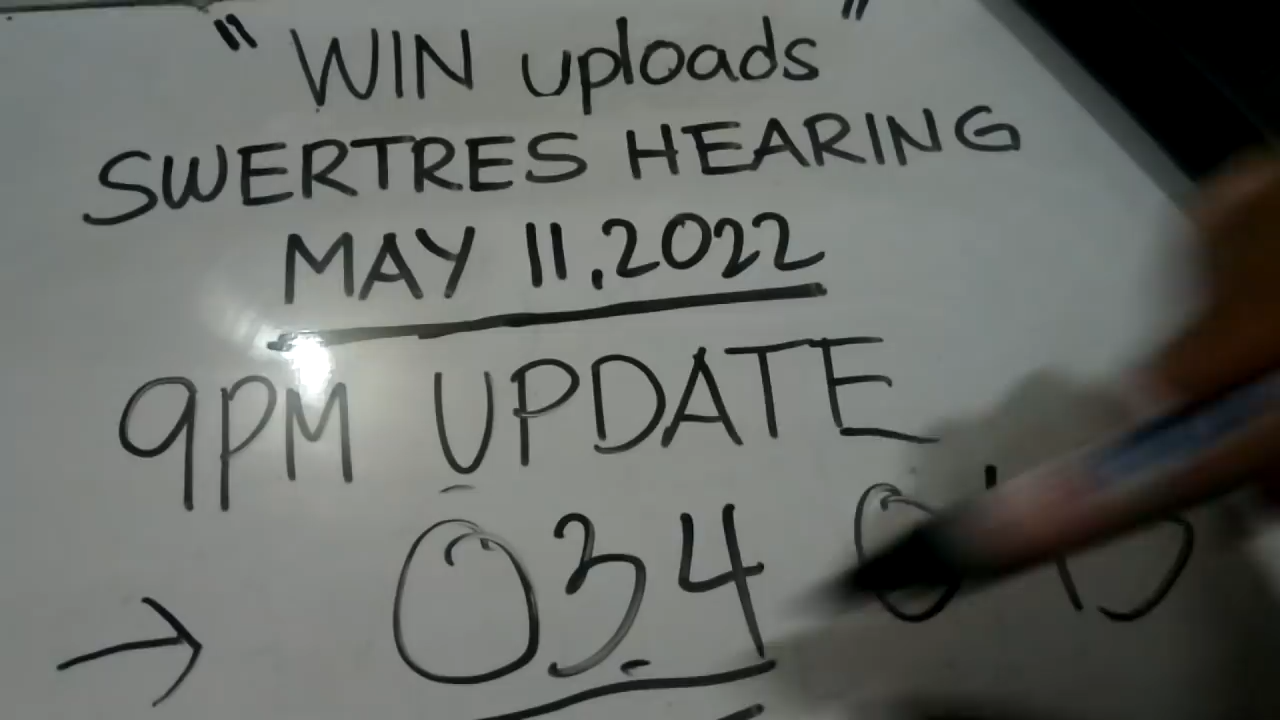 "WIN uploads"
SWERTRES HEARING
MAY 11,2022
9PM UPDATE
→ 034